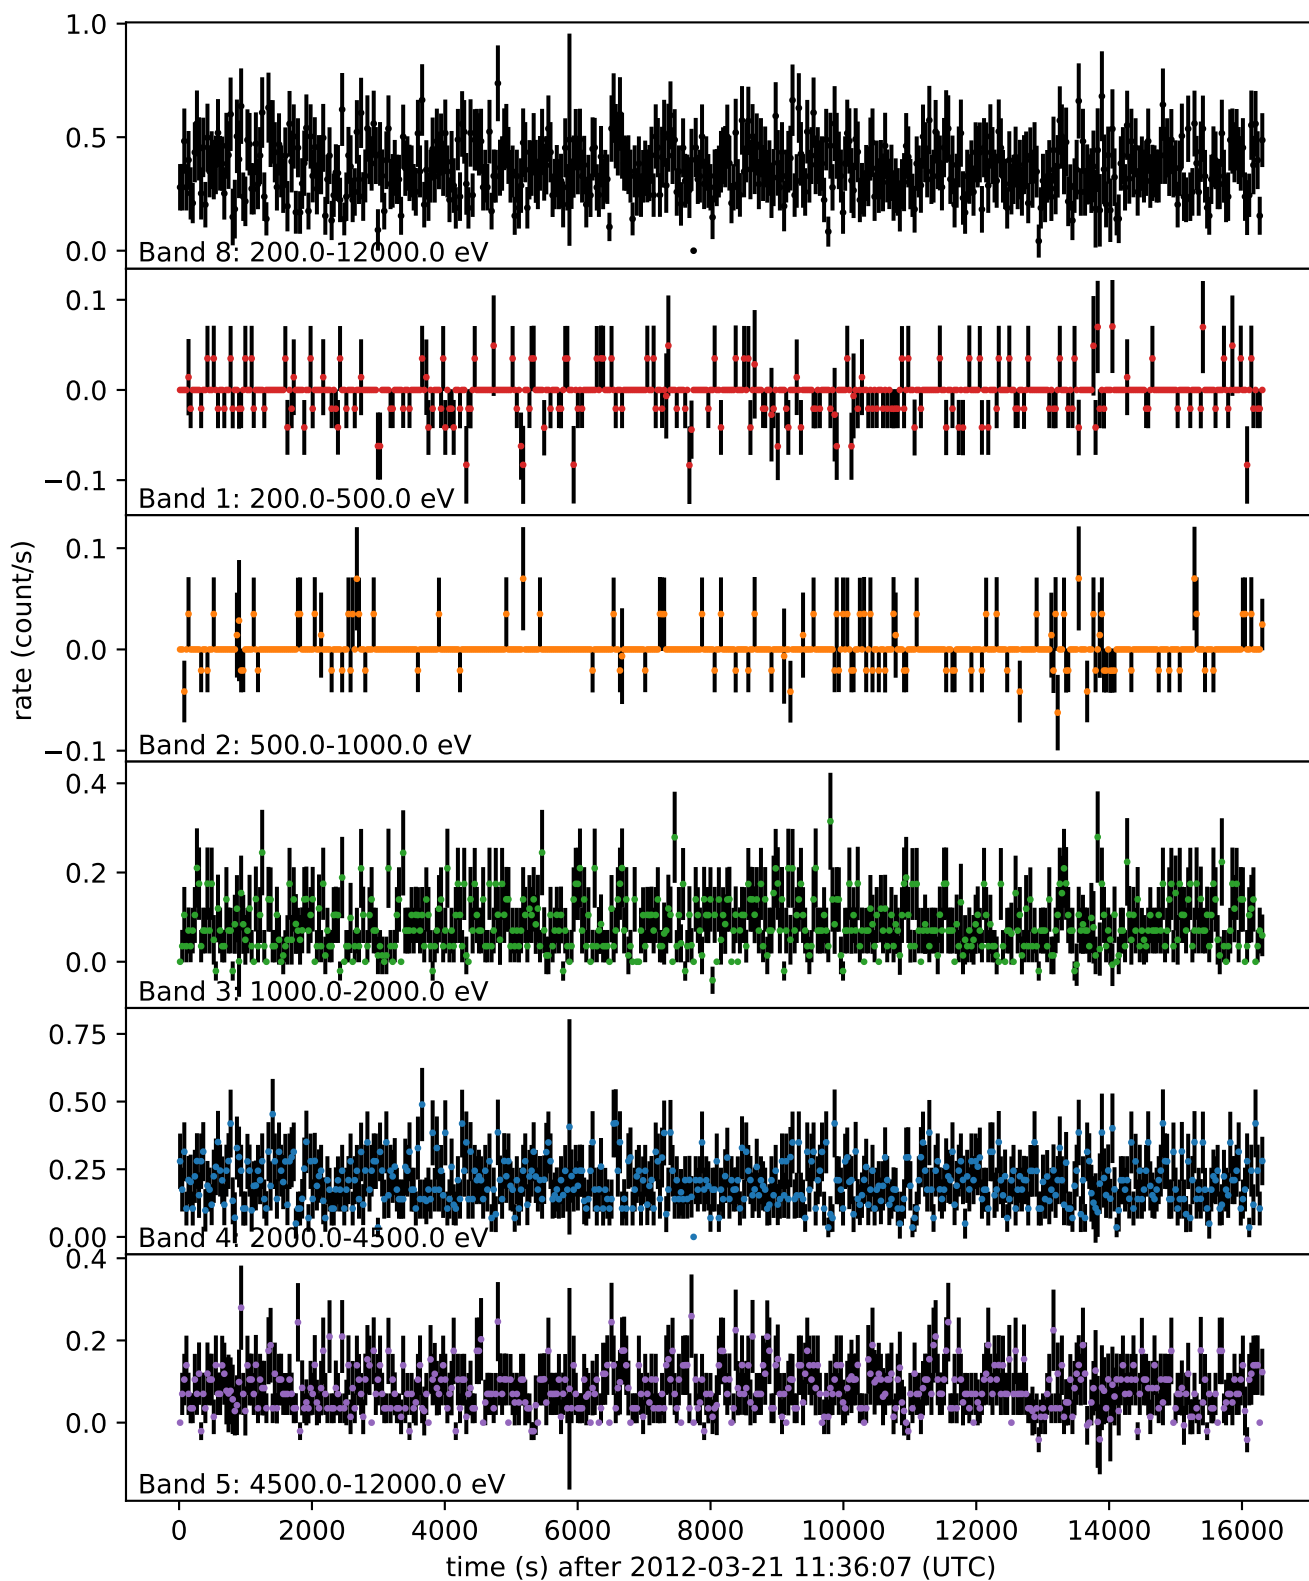 1.0
0.5
0.0
Band 8: 200.0-12000.0 eV
0.1
0.0
−0.1
Band 1: 200.0-500.0 eV
0.1
0.0
−0.1
Band 2: 500.0-1000.0 eV
rate (count/s)
0.4
0.2
0.0
Band 3: 1000.0-2000.0 eV
0.75
0.50
0.25
0.00
Band 4: 2000.0-4500.0 eV
0.4
0.2
0.0
Band 5: 4500.0-12000.0 eV
0 2000 4000 6000 8000 10000 12000 14000 16000
time (s) after 2012-03-21 11:36:07 (UTC)